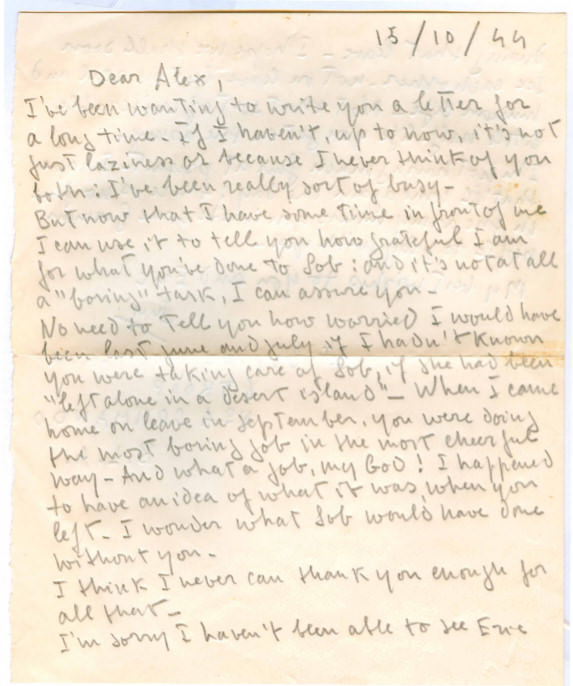 15/10/44
Dear Alex,
I've been wanting to write you a letter for
a long time - If I haven't, up to now, it's not
just laziness or because I never think of you
both: I've been really sort of busy -
But now that I have some time in front of me
I can use it to tell you how grateful I am
for what you've done to Sob: and it's not at all
a "boring" task, I can assure you -
No need to tell you how worried I would have
been last june and july if I hadn't known
you were taking care of Sob, if she had been
"left alone in a desert island" - When I came
home on leave in september, you were doing
the most boring job in the most cheerful
way - And what a job, my God! I happened
to have an idea of what it was, when you
left. I wonder what Sob would have done
without you -
I think I never can thank you enough for
all that -
I'm sorry I haven't been able to see Eric